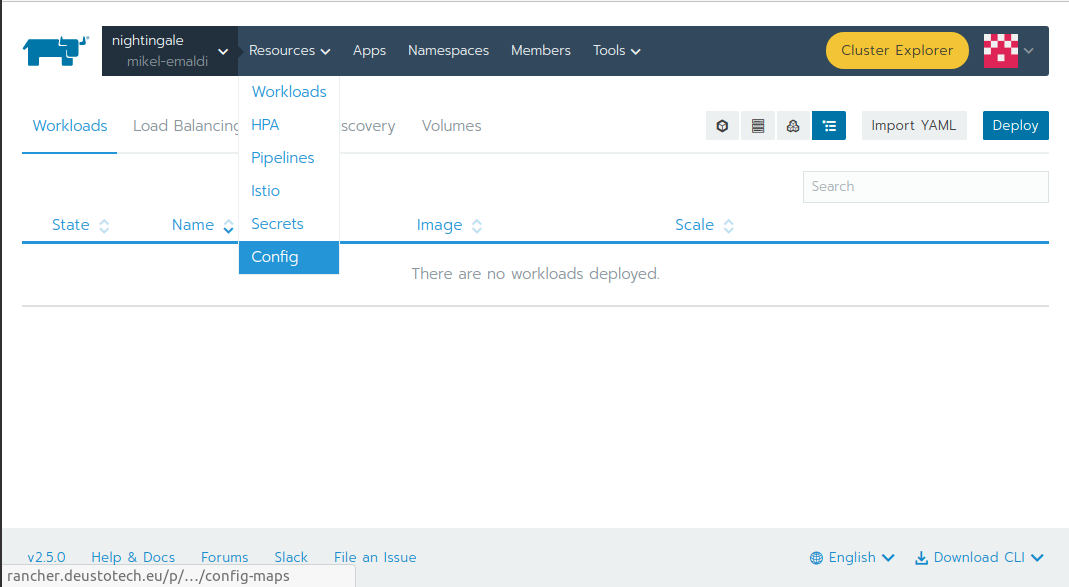 nightingale
mikel-emaldi
Resources
Apps
Namespaces
Members
Tools
Cluster Explorer
Workloads
HPA
Pipelines
Istio
Secrets
Config
Workloads
Load Balancing
scovery
Volumes
Import YAML
Deploy
Search
State
Name
Image
Scale
There are no workloads deployed.
v2.5.0
Help & Docs
Forums
Slack
File an Issue
English
Download CLI
rancher.deustotech.eu/p/.../config-maps